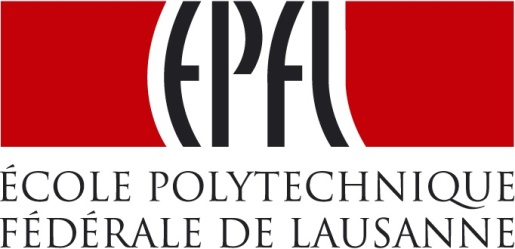 EPFL
ÉCOLE POLYTECHNIQUE
FÉDÉRALE DE LAUSANNE